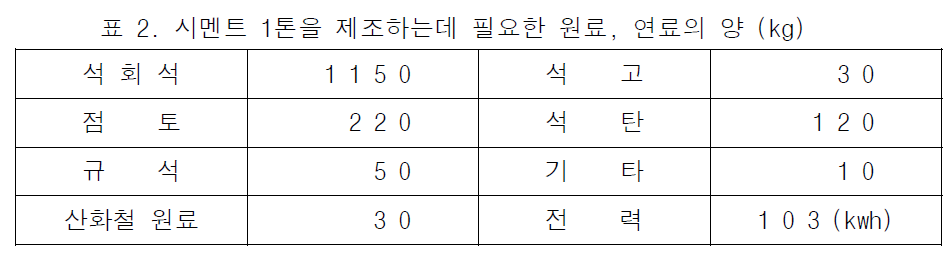 표 2. 시멘트 1톤을 제조하는데 필요한 원료, 연료의 양 (kg)
석 회 석 1 1 5 0 석 고 3 0
점 토 2 2 0 석 탄 1 2 0
규 석 5 0 기 타 1 0
산화철 원료 3 0 전 력 1 0 3 (kwh)